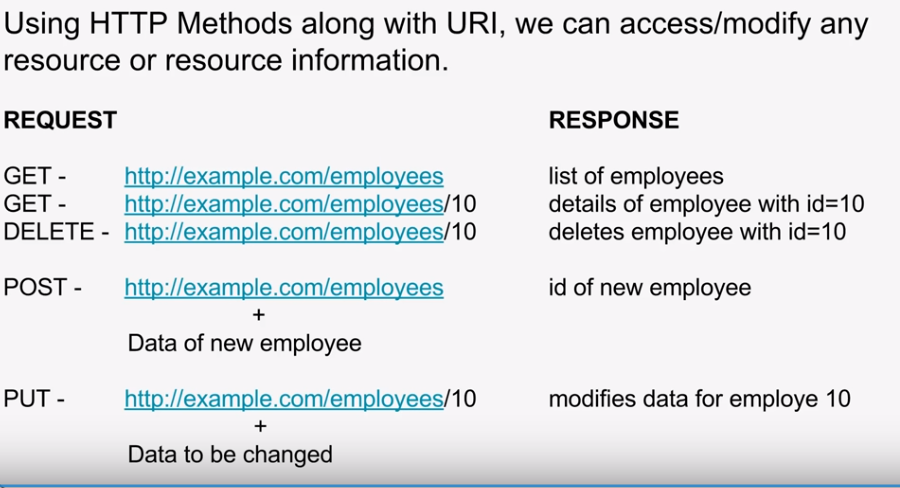 Using HTTP Methods along with URI, we can access/modify any
resource or resource information.
REQUEST RESPONSE
GET - http://example.com/employees list of employees
GET - http://example.com/employees/10 details of employee with id=10
DELETE - http://example.com/employees/10 deletes employee with id=10
POST - http://example.com/employees id of new employee
+
Data of new employee
PUT - http://example.com/employees/10 modifies data for employe 10
+
Data to be changed